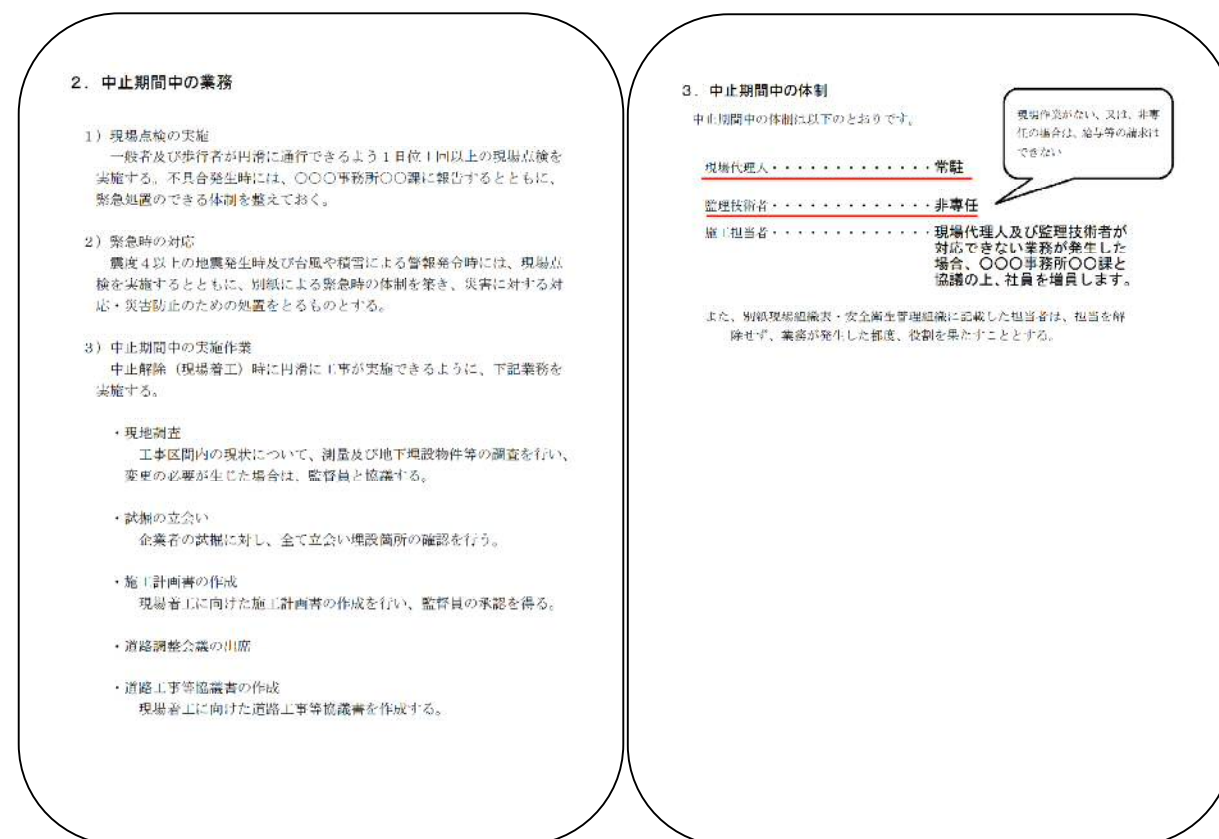 ２．中止期間中の業務
１）現場点検の実施
一般者及び歩行者が円滑に通行できるよう１日位１回以上の現場点検を
実施する。不具合発生時には、〇〇〇事務所〇〇課に報告するとともに、
緊急処置のできる体制を整えておく。
２）緊急時の対応
震度４以上の地震発生時及び台風や積雪による警報発令時には、現場点
検を実施するとともに、別紙による緊急時の体制を築き、災害に対する対
応・災害防止のための処置をとるものとする。
３）中止期間中の実施作業
中止解除（現場着工）時に円滑に工事が実施できるように、下記業務を
実施する。
・現地調査
工事区間内の現状について、測量及び地下埋設物件等の調査を行い、
変更の必要が生じた場合は、監督員と協議する。
・試掘の立会い
企業者の試掘に対し、全て立会い埋設箇所の確認を行う。
・施工計画書の作成
現場着工に向けた施工計画書の作成を行い、監督員の承認を得る。
・道路調整会議の出席
・道路工事等協議書の作成
現場着工に向けた道路工事等協議書を作成する。
３．中止期間中の体制
中止期間中の体制は以下のとおりです。
現場作業がない、又は、非専
任の場合は、給与等の請求は
できない
現場代理人・・・・・・・・・・・・・・常駐
監理技術者・・・・・・・・・・・・・・非専任
施工担当者・・・・・・・・・・・・・・現場代理人及び監理技術者が
対応できない業務が発生した
場合、〇〇〇事務所〇〇課と
協議の上、社員を増員します。
また、別紙現場組織表・安全衛生管理組織に記載した担当者は、担当を解
除せず、業務が発生した都度、役割を果たすこととする。